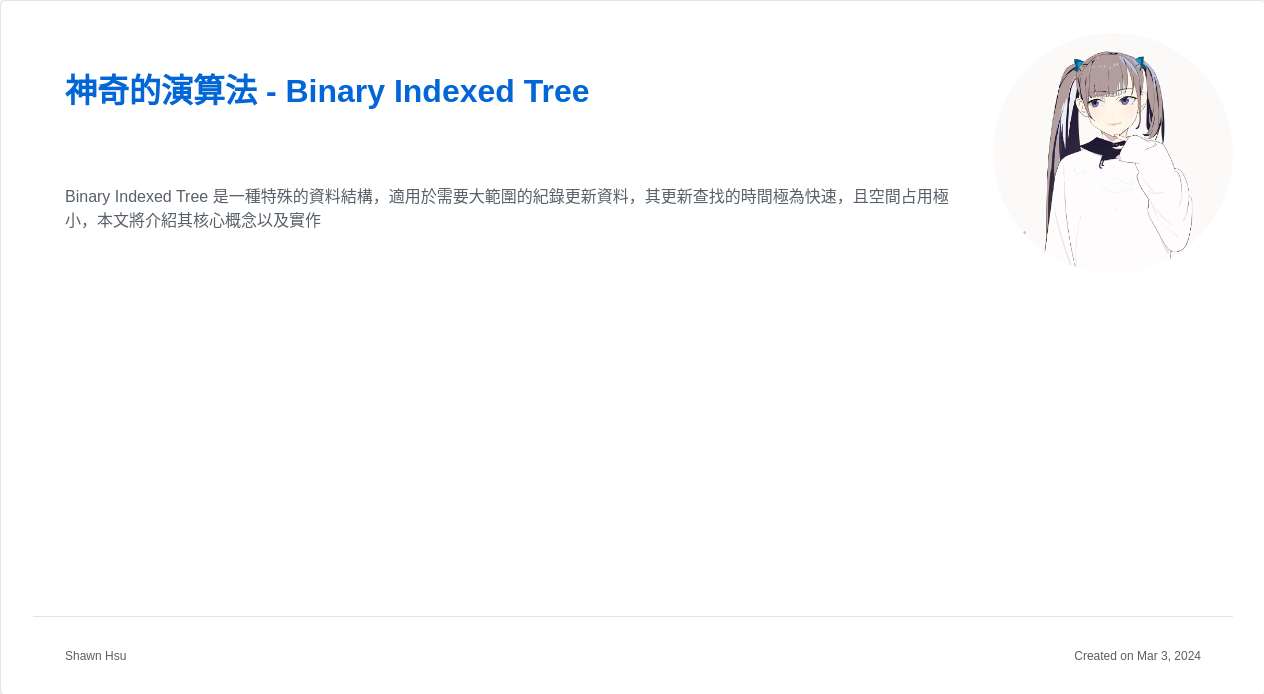 神奇的演算法 - Binary Indexed Tree
Binary Indexed Tree 是一種特殊的資料結構，適用於需要大範圍的紀錄更新資料，其更新查找的時間極為快速，且空間占用極
小，本文將介紹其核心概念以及實作
Shawn Hsu
Created on Mar 3, 2024